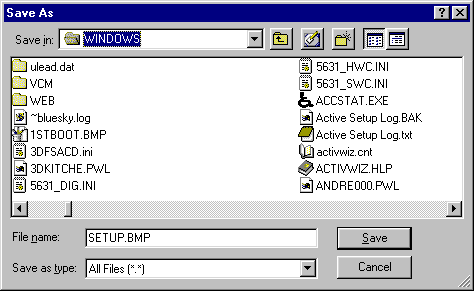 Save As
Save in: WINDOWS
ulead.dat
VCM
WEB
~bluesky.log
1STBOOT.BMP
3DFSACD.ini
3DKITCHE.PWL
5631_DIG.INI
5631_HWC.INI
5631_SWC.INI
ACCSTAT.EXE
Active Setup Log.BAK
Active Setup Log.txt
activwiz.cnt
ACTIVWIZ.HLP
ANDRE000.PWL
File name: SETUP.BMP
Save
Save as type: All Files (*.*)
Cancel